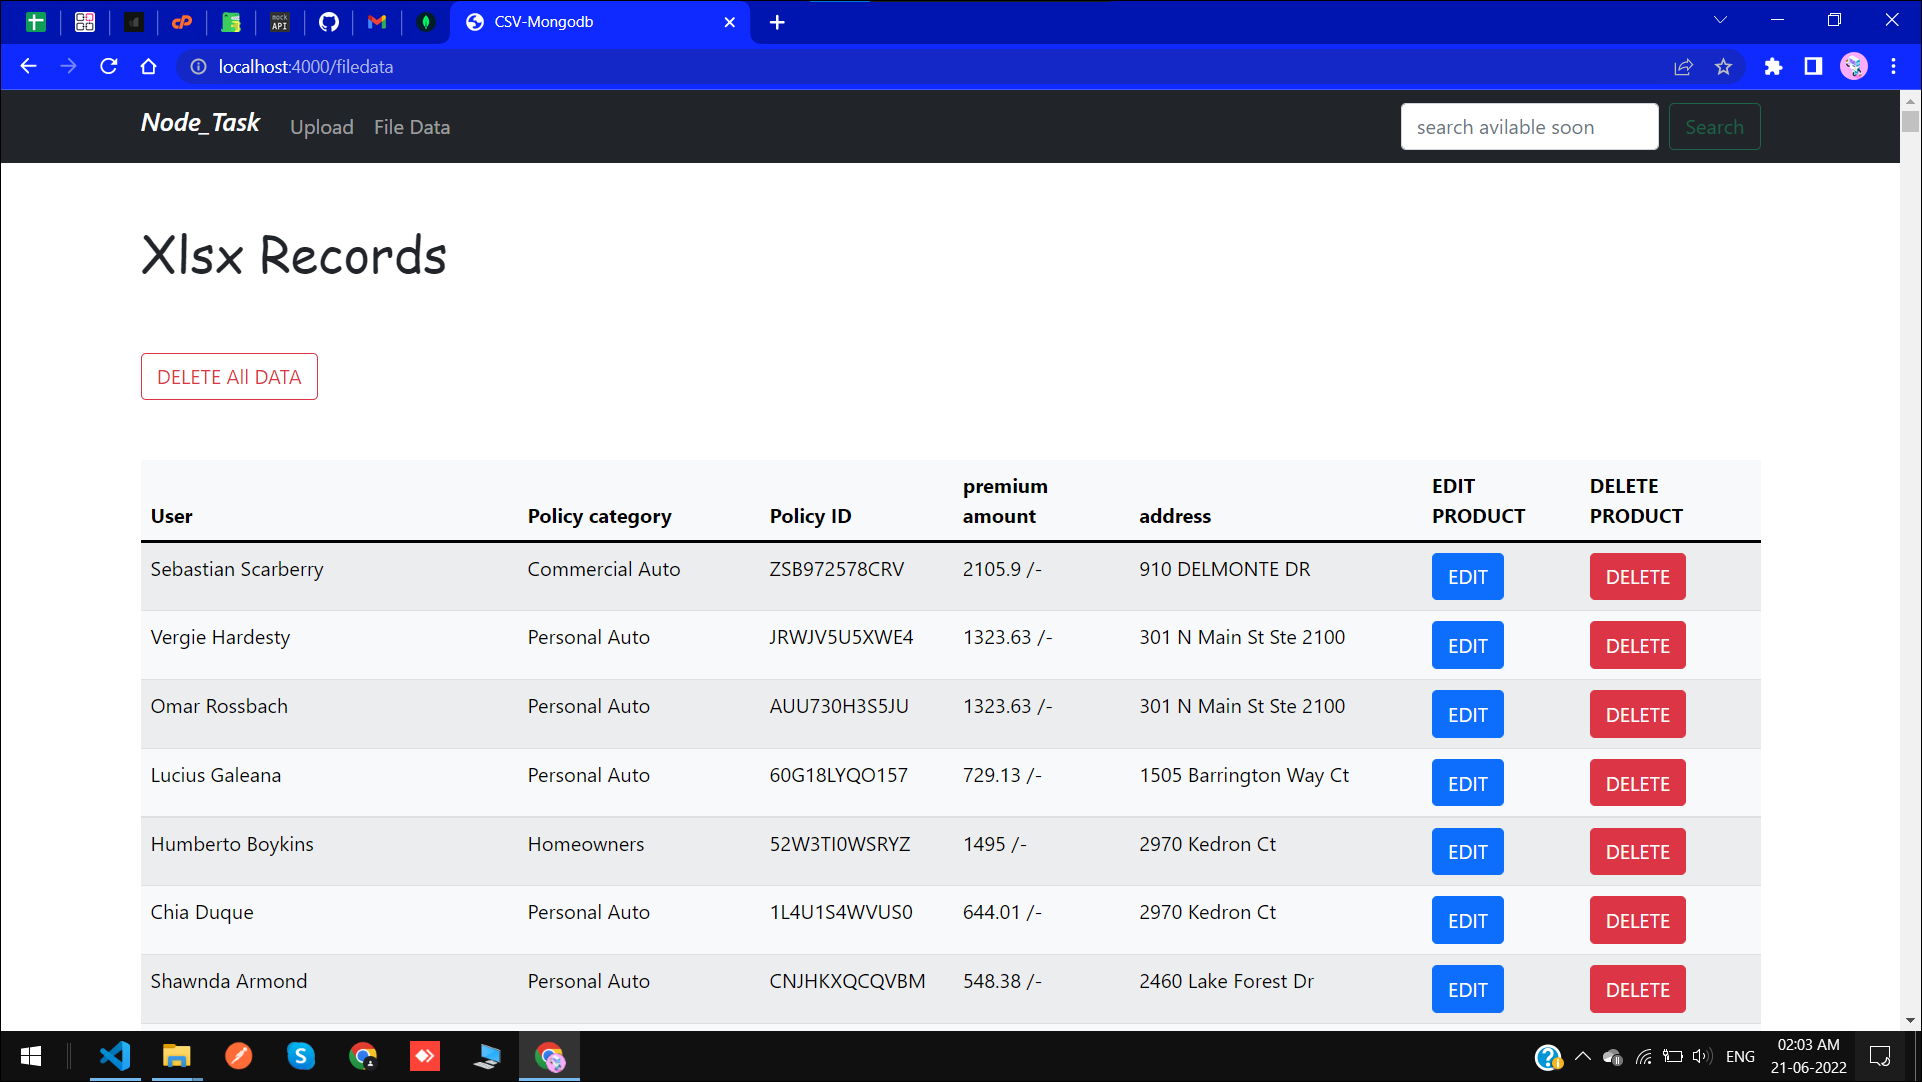 mock
API
CSV-Mongodb
localhost:4000/filedata
Node_Task Upload File Data search avilable soon Search
Xlsx Records
DELETE All DATA
User Policy category Policy ID premium amount address EDIT PRODUCT DELETE PRODUCT
Sebastian Scarberry Commercial Auto ZSB972578CRV 2105.9 /- 910 DELMONTE DR EDIT DELETE
Vergie Hardesty Personal Auto JRWJV5U5XWE4 1323.63 /- 301 N Main St Ste 2100 EDIT DELETE
Omar Rossbach Personal Auto AUU730H3S5JU 1323.63 /- 301 N Main St Ste 2100 EDIT DELETE
Lucius Galeana Personal Auto 60G18LYQO157 729.13 /- 1505 Barrington Way Ct EDIT DELETE
Humberto Boykins Homeowners 52W3TI0WSRYZ 1495 /- 2970 Kedron Ct EDIT DELETE
Chia Duque Personal Auto 1L4U1S4WVUS0 644.01 /- 2970 Kedron Ct EDIT DELETE
Shawnda Armond Personal Auto CNJHKXQCQVBM 548.38 /- 2460 Lake Forest Dr EDIT DELETE
ENG
02:03 AM
21-06-2022